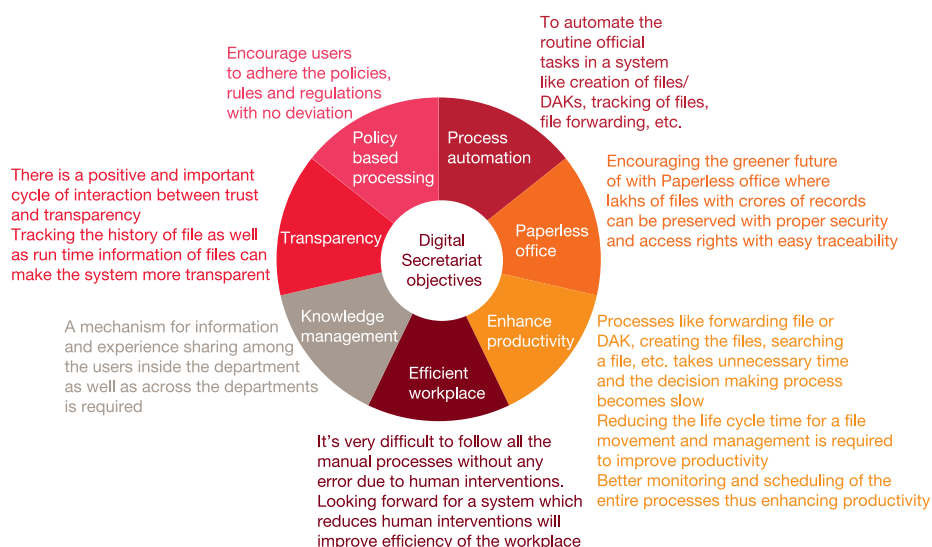 To automate the
routine official
tasks in a system
like creation of files/
DAKs, tracking of files,
file forwarding, etc.
Encourage users
to adhere the policies,
rules and regulations
with no deviation
Policy
based
processing
Process
automation
There is a positive and important
cycle of interaction between trust
and transparency
Tracking the history of file as well
as run time information of files can
make the system more transparent
Transparency
Digital
Secretariat
objectives
Paperless
office
Encouraging the greener future
of with Paperless office where
lakhs of files with crores of records
can be preserved with proper security
and access rights with easy traceability
A mechanism for information
and experience sharing among
the users inside the department
as well as across the departments
is required
Knowledge
management
Efficient
workplace
Enhance
productivity
Processes like forwarding file or
DAK, creating the files, searching
a file, etc. takes unnecessary time
and the decision making process
becomes slow
Reducing the life cycle time for a file
movement and management is required
to improve productivity
Better monitoring and scheduling of the
entire processes thus enhancing productivity
It's very difficult to follow all the
manual processes without any
error due to human interventions.
Looking forward for a system which
reduces human interventions will
improve efficiency of the workplace